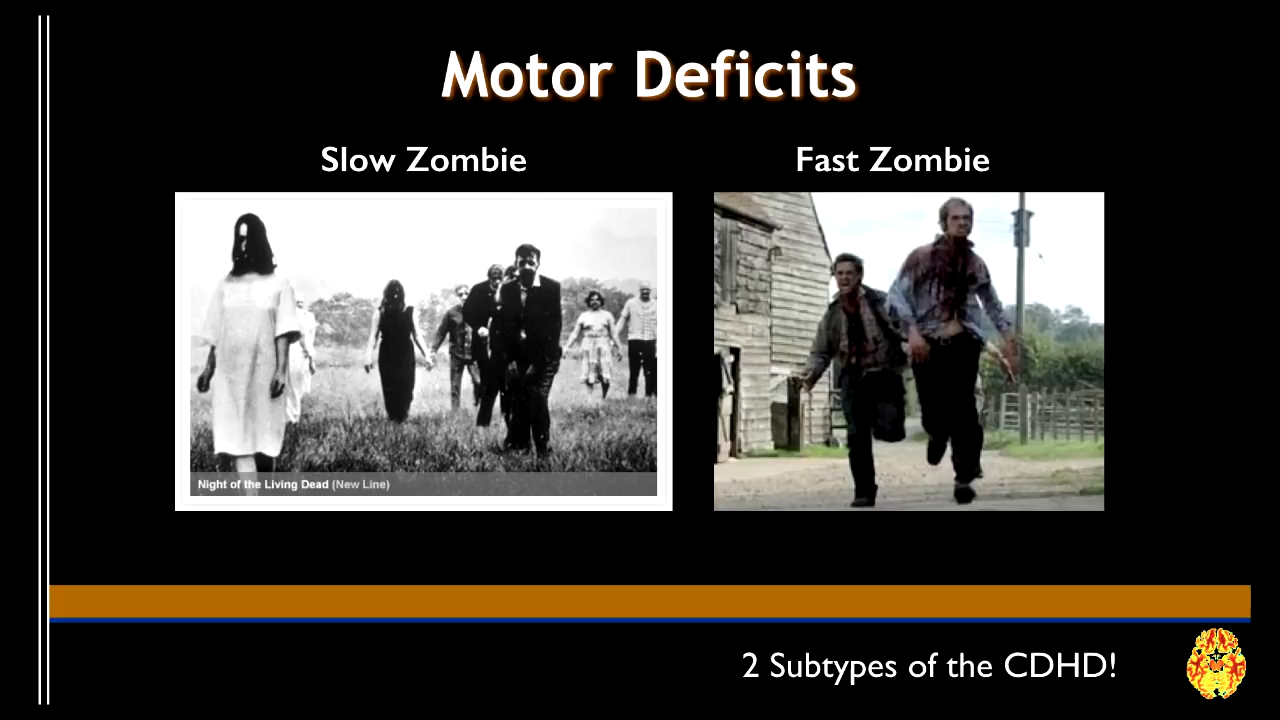 Motor Deficits
Slow Zombie
Fast Zombie
Night of the Living Dead (New Line)
2 Subtypes of the CDHD!